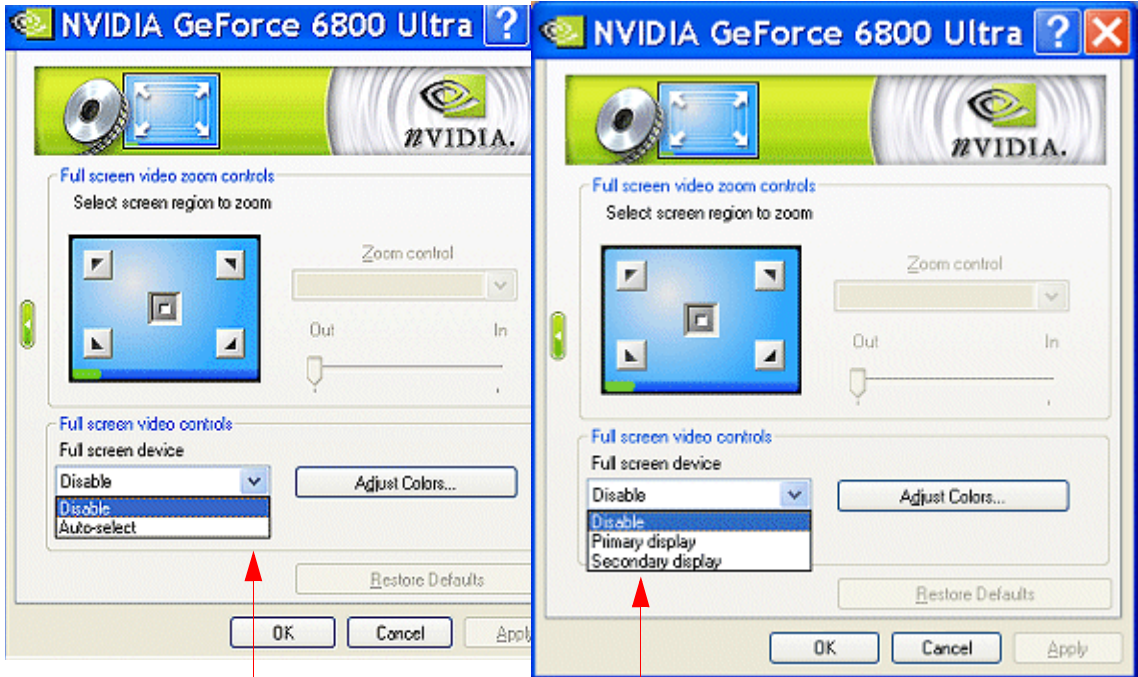 NVIDIA GeForce 6800 Ultra
nVIDIA.
Full screen video zoom controls
Select screen region to zoom
Zoom control
Out In
Full screen video controls
Full screen device
Disable
Adjust Colors...
Disable
Auto-select
Restore Defaults
OK Cancel Apply
NVIDIA GeForce 6800 Ultra
nVIDIA.
Full screen video zoom controls
Select screen region to zoom
Zoom control
Out In
Full screen video controls
Full screen device
Disable
Adjust Colors...
Disable
Primary display
Secondary display
Restore Defaults
OK Cancel Apply